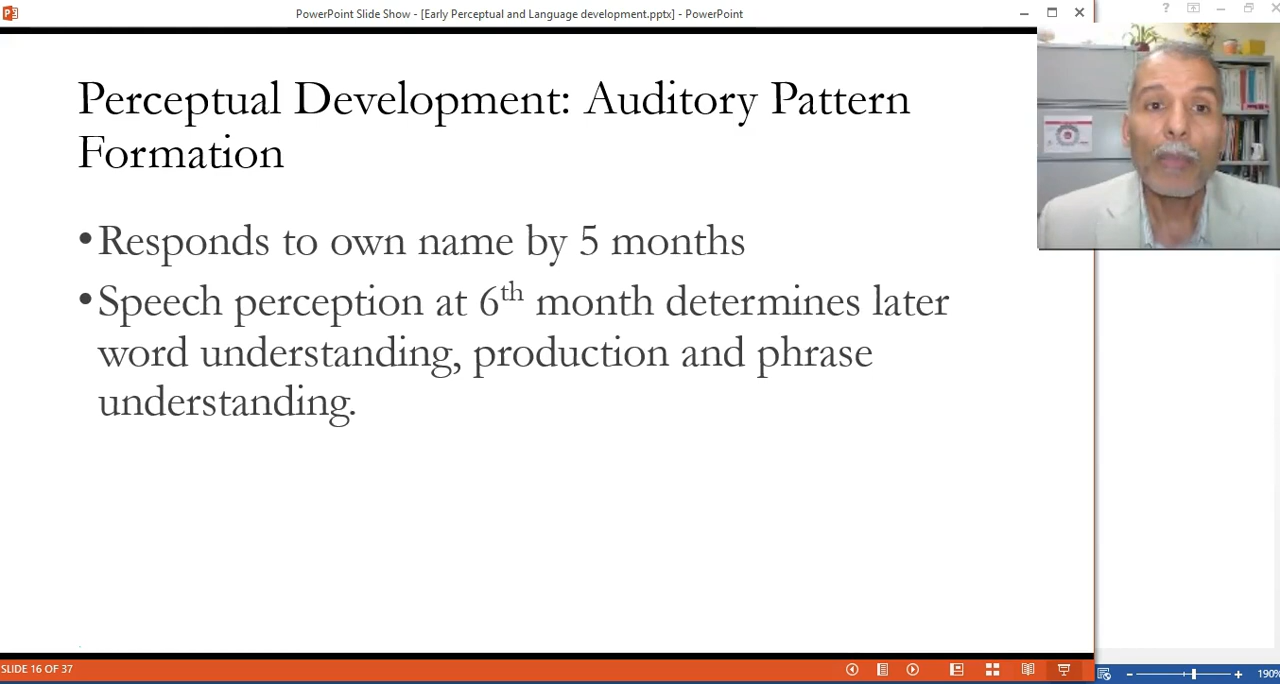 PowerPoint Slide Show - [Early Perceptual and Language development.pptx] - PowerPoint
Perceptual Development: Auditory Pattern
Formation
•Responds to own name by 5 months
•Speech perception at 6th month determines later
word understanding, production and phrase
understanding.
SLIDE 16 OF 37
190%